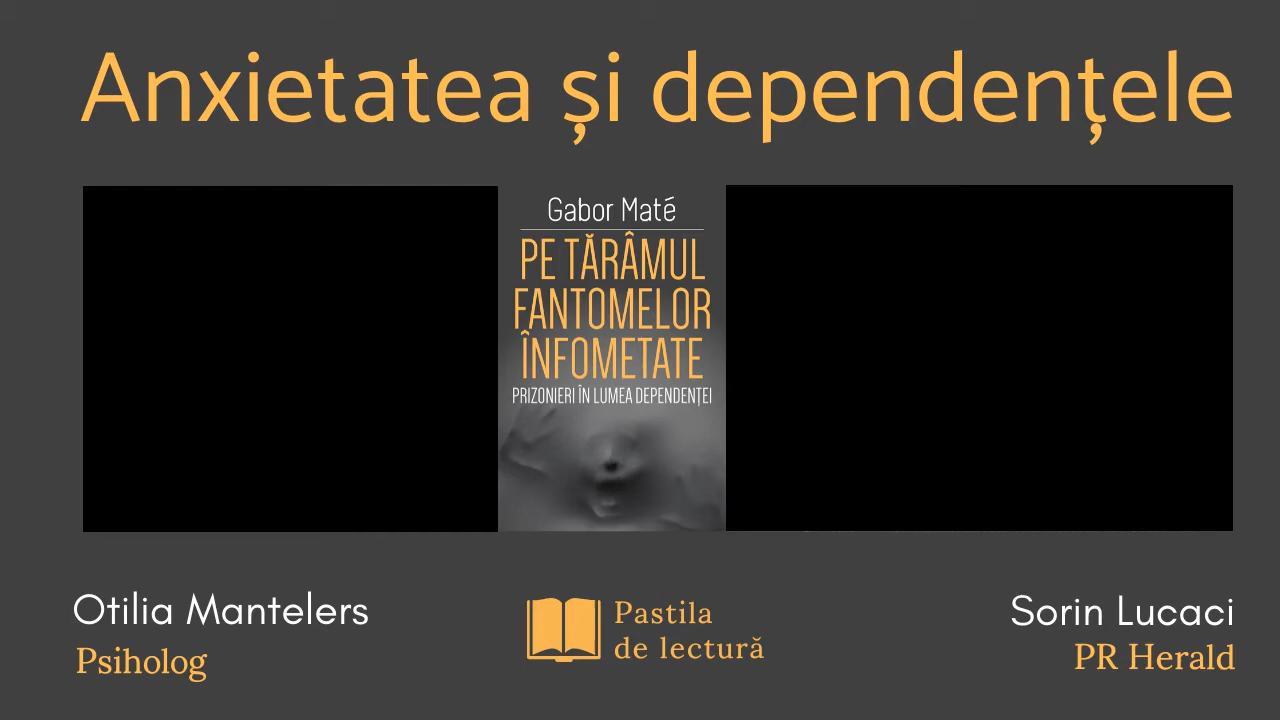 Anxietatea și dependențele
Gabor Maté
PE TĂRÂMUL
FANTOMELOR
ÎNFOMETATE
PRIZONIERI ÎN LUMEA DEPENDENȚEI
Otilia Mantelers
Psiholog
Pastila
de lectură
Sorin Lucaci
PR Herald